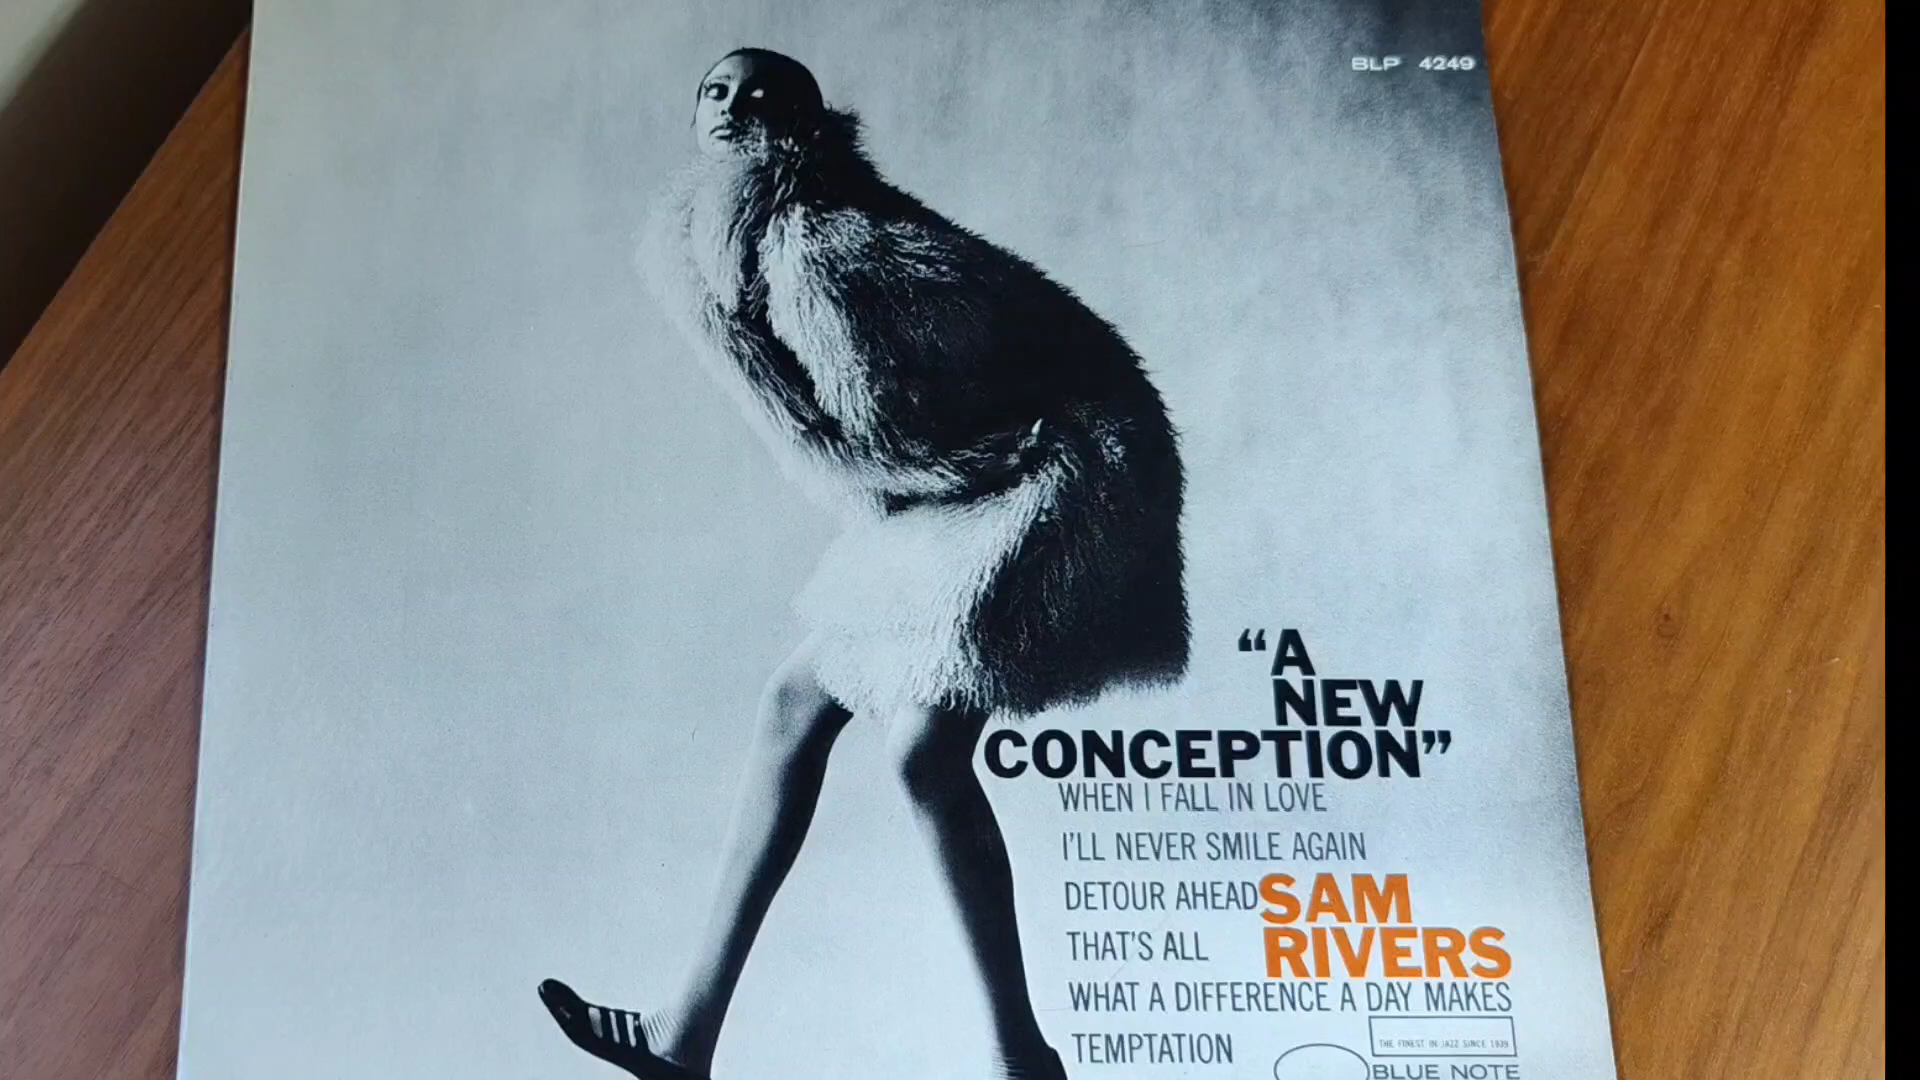 BLP 4249
“A
NEW
CONCEPTION”
WHEN I FALL IN LOVE
I'LL NEVER SMILE AGAIN
DETOUR AHEAD
SAM
RIVERS
THAT'S ALL
WHAT A DIFFERENCE A DAY MAKES
TEMPTATION
THE FINEST IN JAZZ SINCE 1939
BLUE NOTE